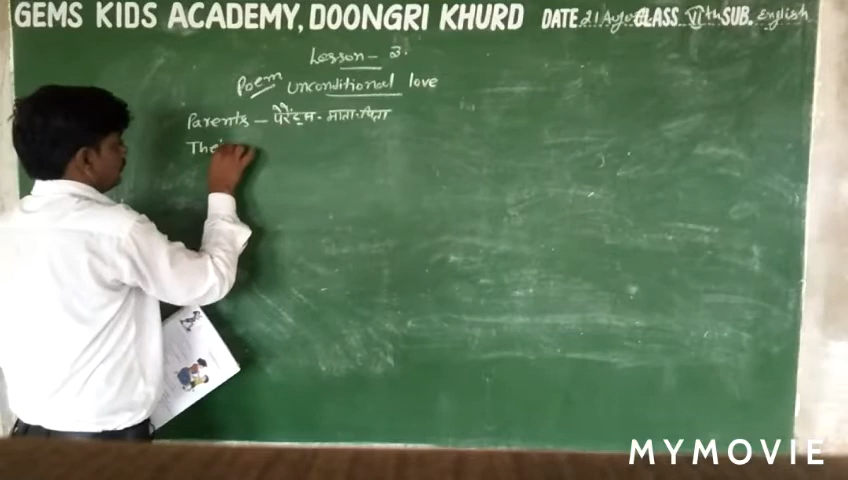 GEMS KIDS ACADEMY, DOONGRI KHURD DATE 21 CLASS VIth SUB. English
Lesson - 3.
Poem unconditional love
Parents - पेरेंट्स - माता-पिता
The
MYMOVIE